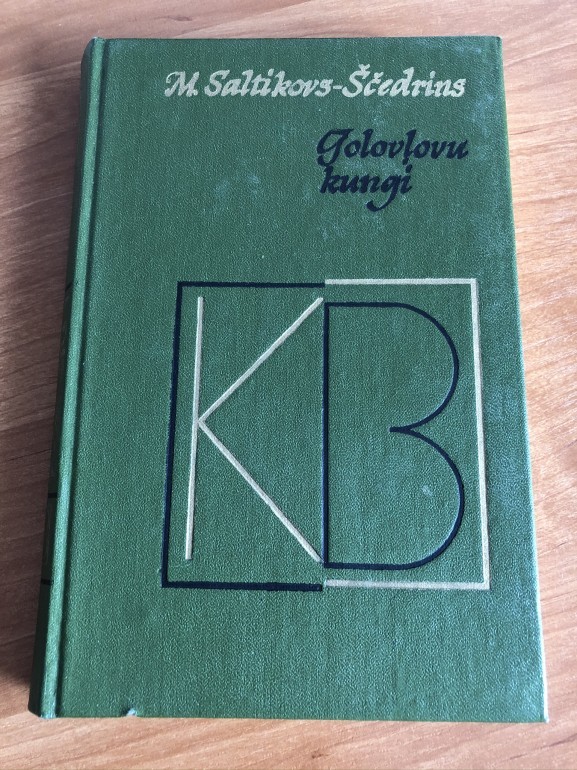 M. Saltikovs-Ščedrins
Golovļovu
kungi
KB